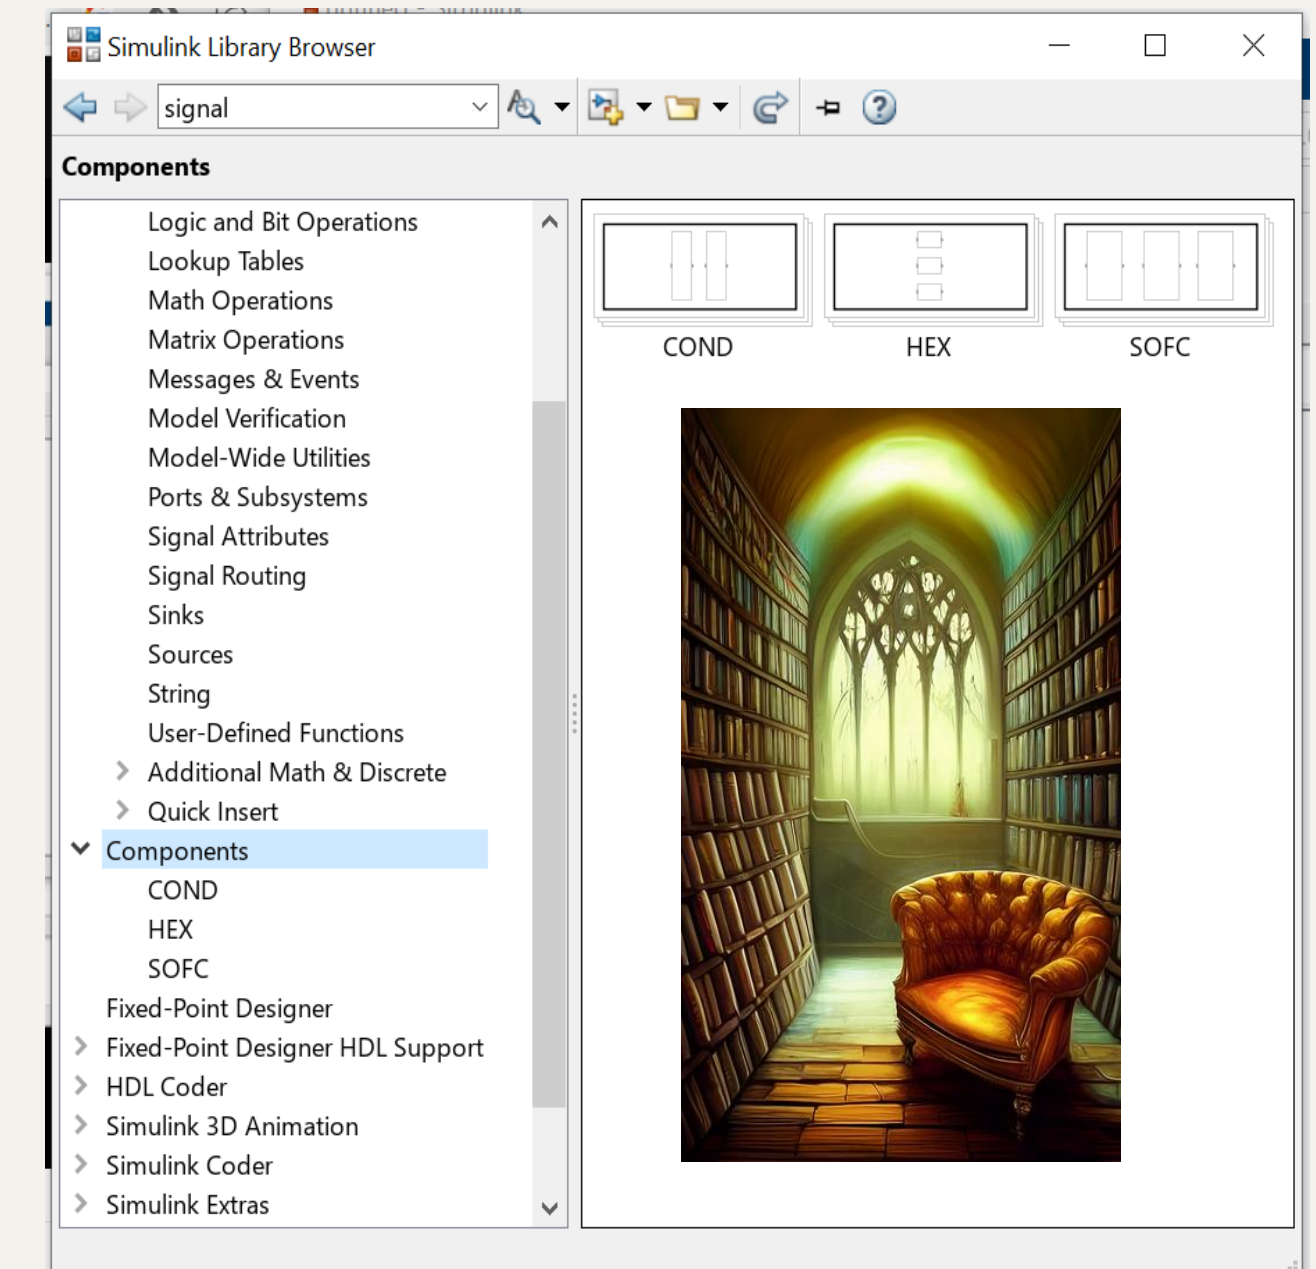 untitled - Simulink
Simulink Library Browser
signal
Components
Logic and Bit Operations
Lookup Tables
Math Operations
Matrix Operations
Messages & Events
Model Verification
Model-Wide Utilities
Ports & Subsystems
Signal Attributes
Signal Routing
Sinks
Sources
String
User-Defined Functions
Additional Math & Discrete
Quick Insert
Components
COND
HEX
SOFC
Fixed-Point Designer
Fixed-Point Designer HDL Support
HDL Coder
Simulink 3D Animation
Simulink Coder
Simulink Extras
COND
HEX
SOFC